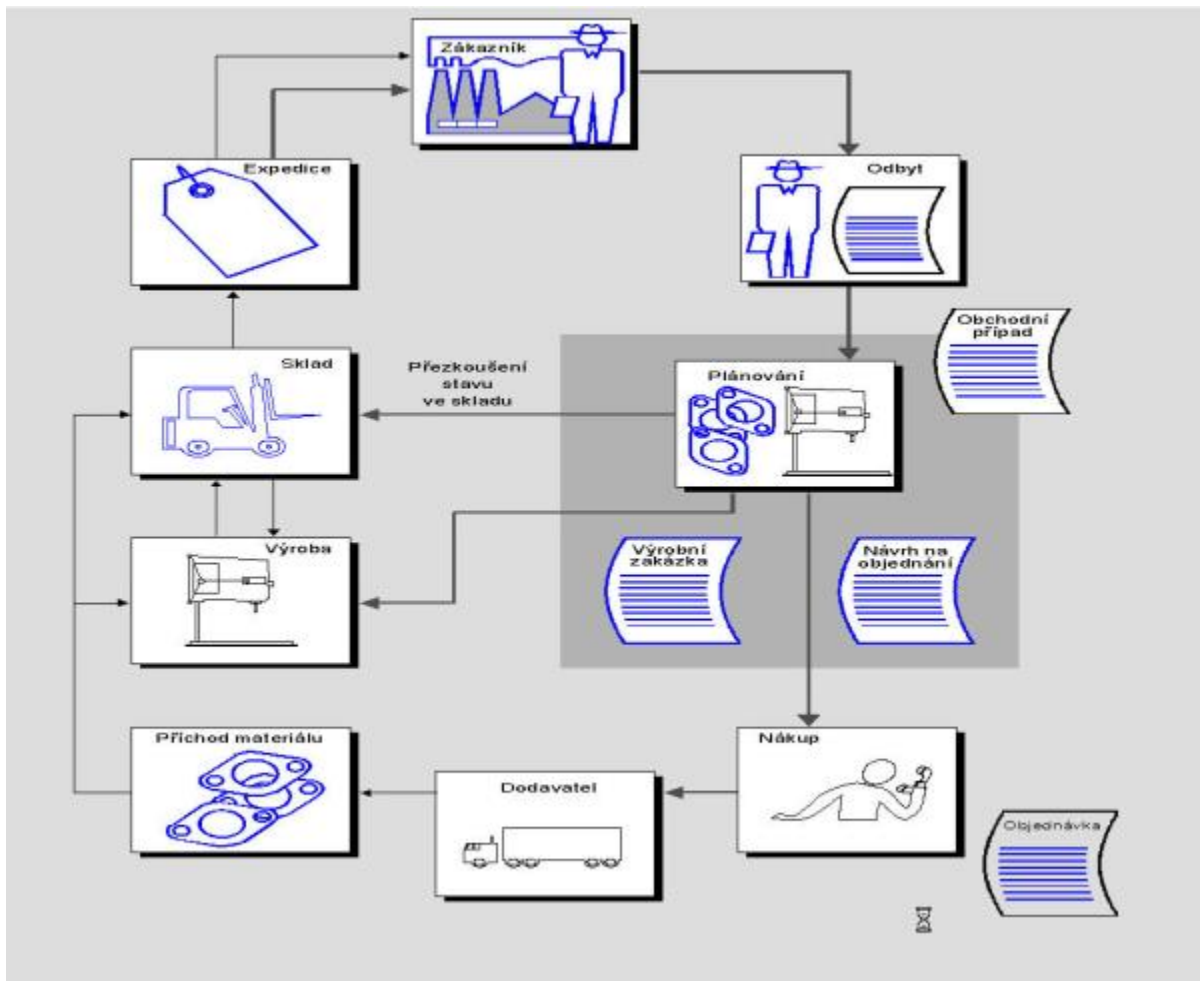 Zákazník
Expedice
Odbyt
Obchodní
případ
Sklad
Přezkoušení
stavu
ve skladu
Plánování
Výroba
Výrobní
zakázka
Návrh na
objednání
Příchod materiálu
Dodavatel
Nákup
Objednávka